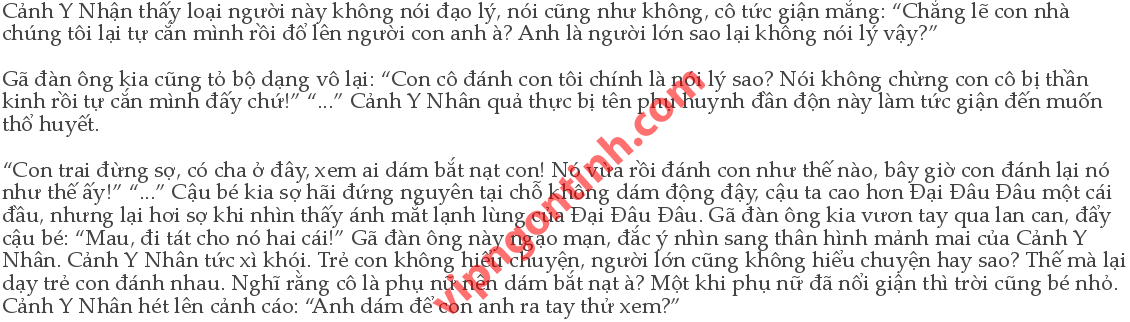 Cảnh Y Nhận thấy loại người này không nói đạo lý, nói cũng như không, cô tức giận mắng: “Chẳng lẽ con nhà
chúng tôi lại tự cắn mình rồi đổ lên người con anh à? Anh là người lớn sao lại không nói lý vậy?”
Gã đàn ông kia cũng tỏ bộ dạng vô lại: “Con cô đánh con tôi chính là nói lý sao? Nói không chừng con cô bị thần
kinh rồi tự cắn mình đấy chứ!” “...” Cảnh Y Nhân quả thực bị tên phụ huynh đần độn này làm tức giận đến muốn
thổ huyết.
“Con trai đừng sợ, có cha ở đây, xem ai dám bắt nạt con! Nó vừa rồi đánh con như thế nào, bây giờ con đánh lại nó
như thế ấy!” “...” Cậu bé kia sợ hãi đứng nguyên tại chỗ không dám động đậy, cậu ta cao hơn Đại Đâu Đâu một cái
đầu, nhưng lại hơi sợ khi nhìn thấy ánh mắt lạnh lùng của Đại Đậu Đâu. Gã đàn ông kia vươn tay qua lan can, đẩy
cậu bé: “Mau, đi tát cho nó hai cái!” Gã đàn ông này ngạo mạn, đắc ý nhìn sang thân hình mảnh mai của Cảnh Y
Nhân. Cảnh Y Nhân tức xì khói. Trẻ con không hiểu chuyện, người lớn cũng không hiểu chuyện hay sao? Thế mà lại
dạy trẻ con đánh nhau. Nghĩ rằng cô là phụ nữ nên dám bắt nạt à? Một khi phụ nữ đã nổi giận thì trời cũng bé nhỏ.
Cảnh Y Nhân hét lên cảnh cáo: “Anh dám để con anh ra tay thử xem?”
vipngontinh.com